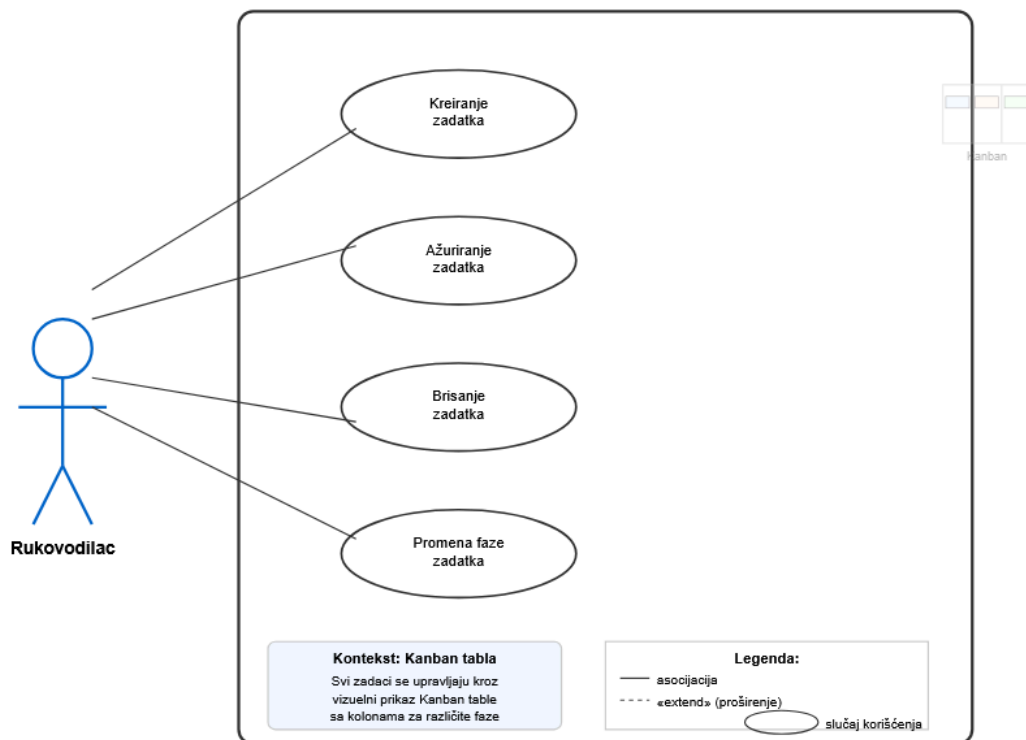 Kreiranje
zadatka
Kanban
Ažuriranje
zadatka
Brisanje
zadatka
Rukovodilac
Promena faze
zadatka
Kontekst: Kanban tabla
Svi zadaci se upravljaju kroz
vizuelni prikaz Kanban table
sa kolonama za različite faze
Legenda:
asocijacija
«extend» (proširenje)
slučaj korišćenja